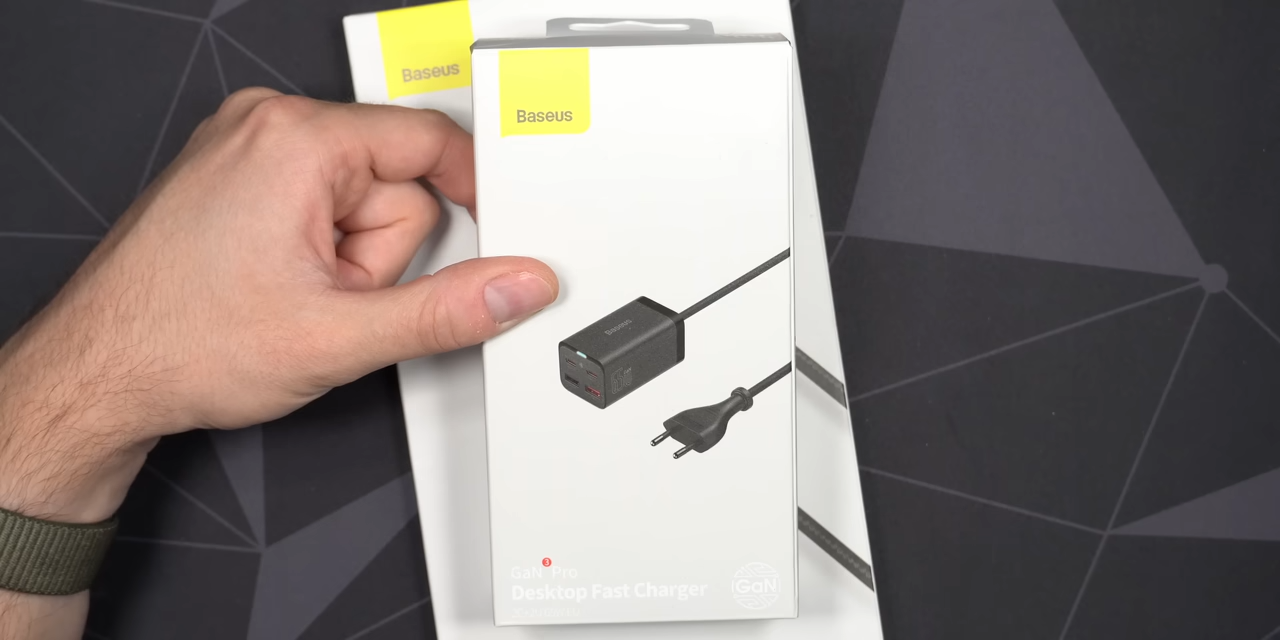 Baseus
Baseus
Baseus
GaN3 Pro
Desktop Fast Charger
GaN